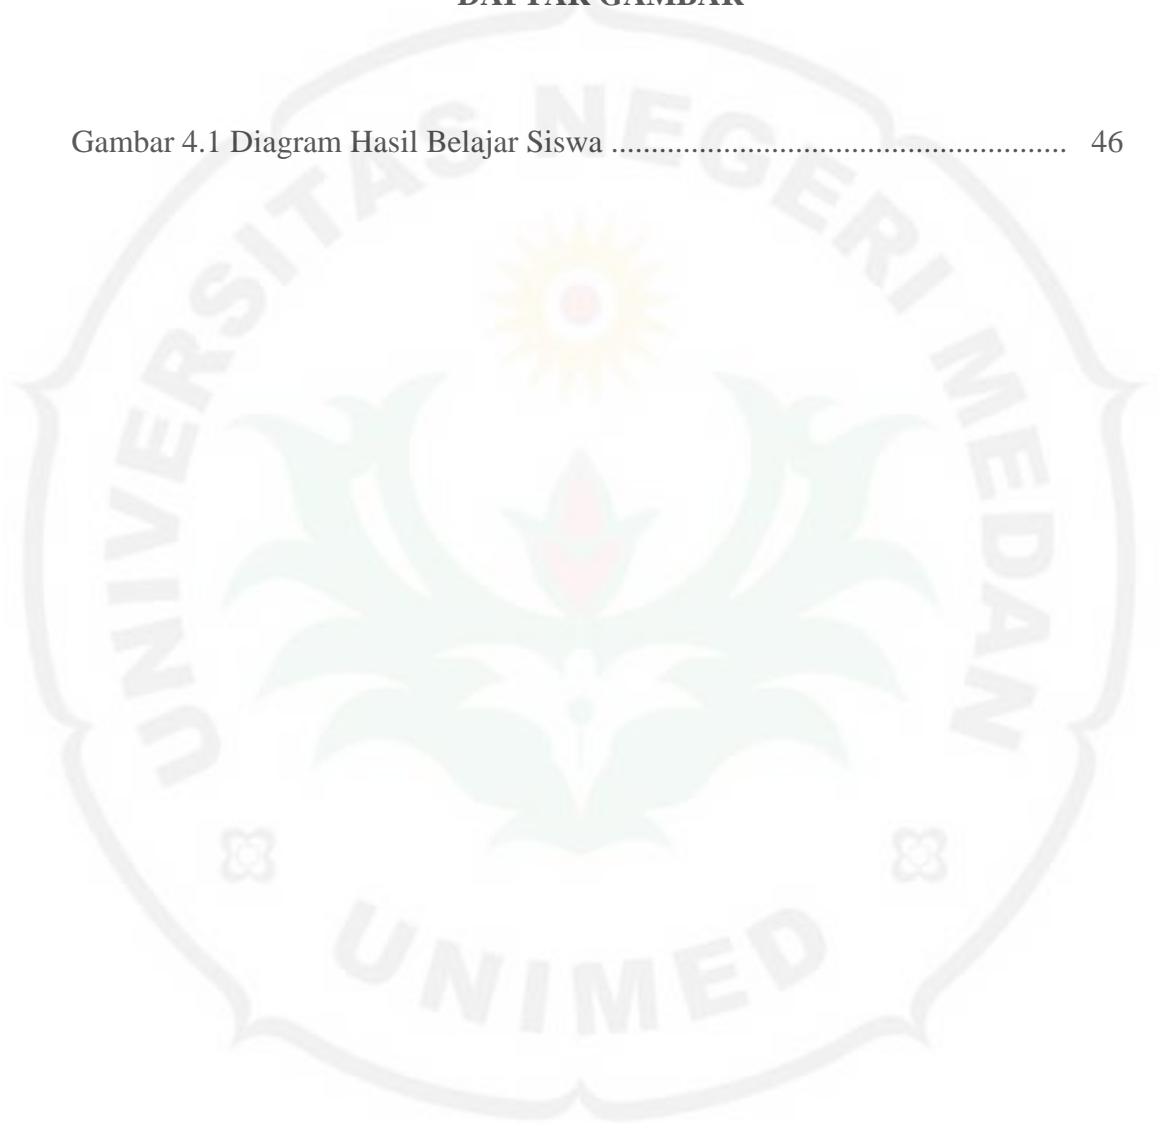 DAFTAR GAMBAR
Gambar 4.1 Diagram Hasil Belajar Siswa .......................................................... 46
UNIVERSITAS NEGERI MEDAN
UNIMED